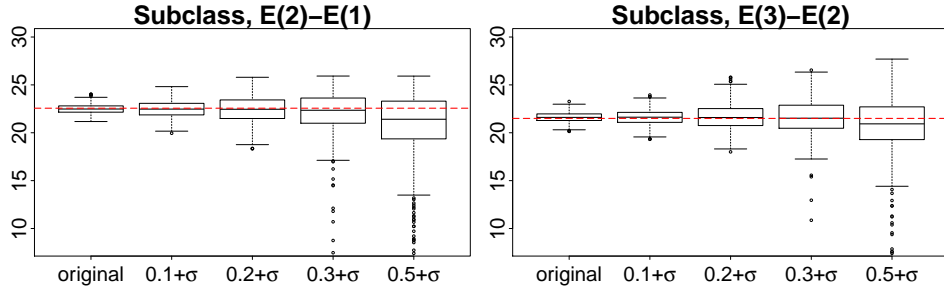 Subclass, E(2)−E(1)
30
25
20
15
10
original 0.1+σ 0.2+σ 0.3+σ 0.5+σ
Subclass, E(3)−E(2)
30
25
20
15
10
original 0.1+σ 0.2+σ 0.3+σ 0.5+σ